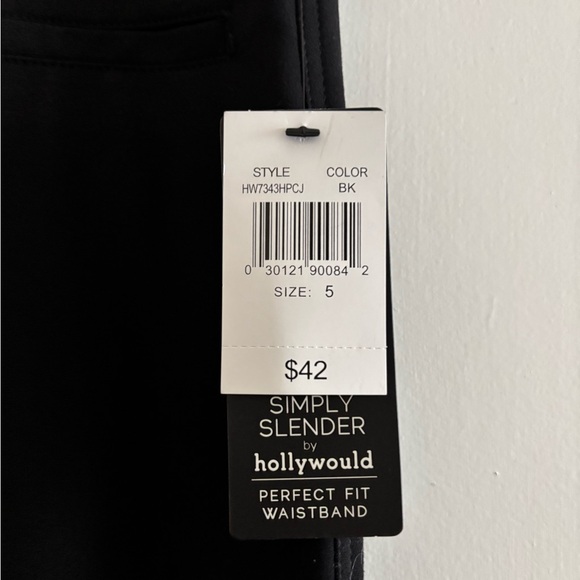 STYLE COLOR
HW7343HPCJ BK
0 30121 90084 2
SIZE: 5
$42
SIMPLY
SLENDER
by
hollywould
PERFECT FIT
WAISTBAND